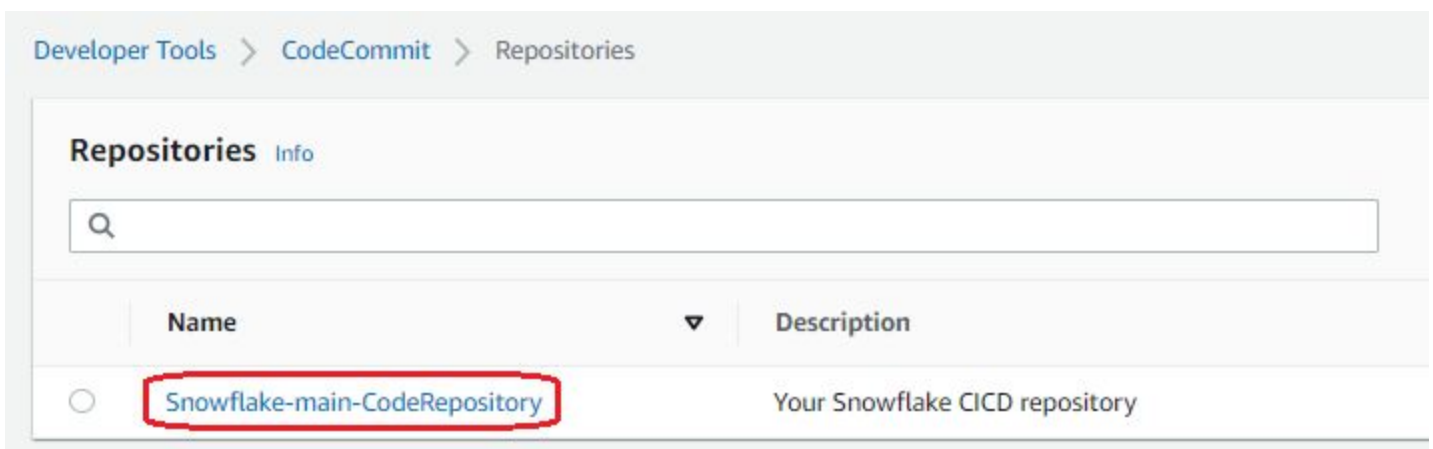 Developer Tools > CodeCommit > Repositories
Repositories Info
Name Description
Snowflake-main-CodeRepository Your Snowflake CICD repository